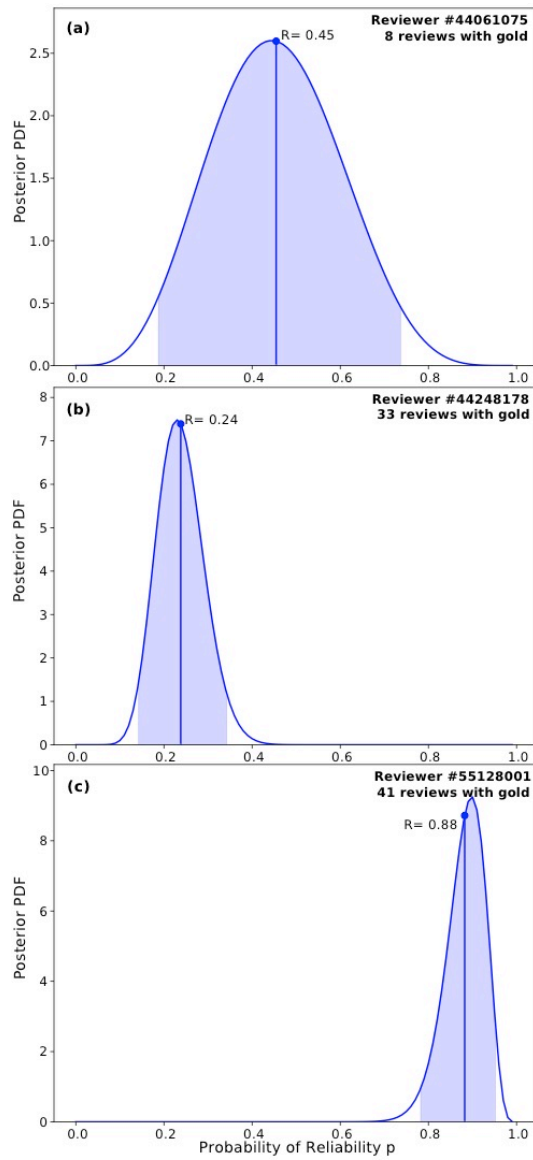 (a)
Reviewer #44061075
8 reviews with gold
R= 0.45
2.5
2.0
1.5
1.0
0.5
0.0
Posterior PDF
0.0 0.2 0.4 0.6 0.8 1.0
(b)
Reviewer #44248178
33 reviews with gold
R= 0.24
8
7
6
5
4
3
2
1
0
Posterior PDF
0.0 0.2 0.4 0.6 0.8 1.0
(c)
Reviewer #55128001
41 reviews with gold
R= 0.88
10
8
6
4
2
0
Posterior PDF
0.0 0.2 0.4 0.6 0.8 1.0
Probability of Reliability p